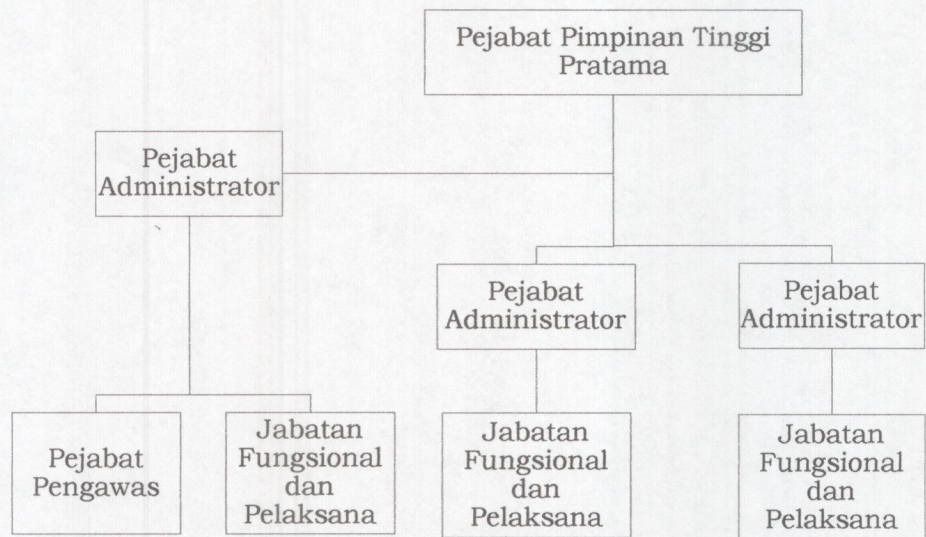 Pejabat Pimpinan Tinggi
Pratama
Pejabat
Administrator
Pejabat
Administrator
Pejabat
Administrator
Pejabat
Pengawas
Jabatan
Fungsional
dan
Pelaksana
Jabatan
Fungsional
dan
Pelaksana
Jabatan
Fungsional
dan
Pelaksana